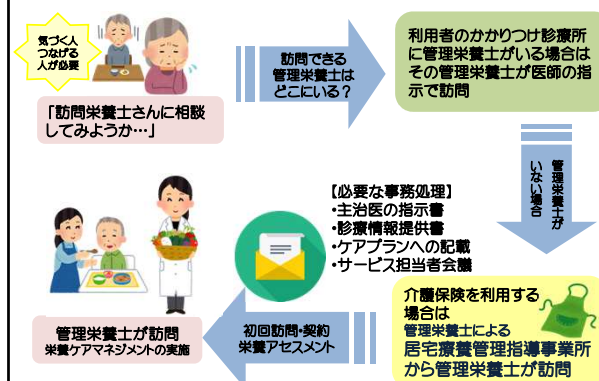 気づく人
つなげる
人が必要
「訪問栄養士さんに相談
してみようか…」
訪問できる
管理栄養士は
どこにいる？
利用者のかかりつけ診療所
に管理栄養士がいる場合は
その管理栄養士が医師の指
示で訪問
管理栄養士が
いない場合
【必要な事務処理】
・主治医の指示書
・診療情報提供書
・ケアプランへの記載
・サービス担当者会議
介護保険を利用する
場合は
管理栄養士による
居宅療養管理指導事業所
から管理栄養士が訪問
初回訪問・契約
栄養アセスメント
管理栄養士が訪問
栄養ケアマネジメントの実施